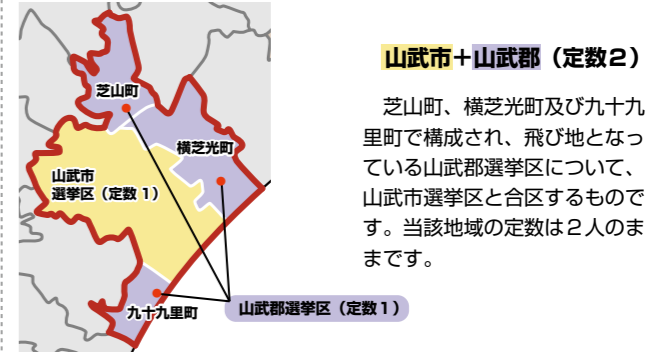 芝山町
横芝光町
山武市
選挙区（定数1）
九十九里町
山武郡選挙区（定数1）
山武市＋山武郡（定数2）
芝山町、横芝光町及び九十九
里町で構成され、飛び地となっ
ている山武郡選挙区について、
山武市選挙区と合区するもので
す。当該地域の定数は2人のま
まです。